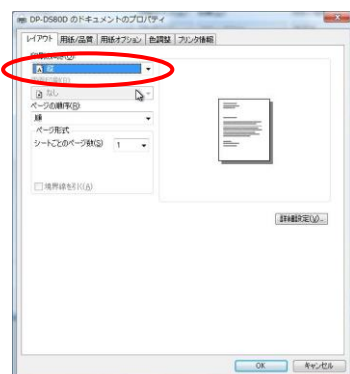 DP-DS80D のドキュメントのプロパティ
レイアウト 用紙/品質 用紙オプション 色調整 プリンタ情報
A 縦
なし
ページの順序(R)
順
ページ形式
シートごとのページ数(S) 1
境界線を引く(A)
詳細設定(V)...
OK キャンセル